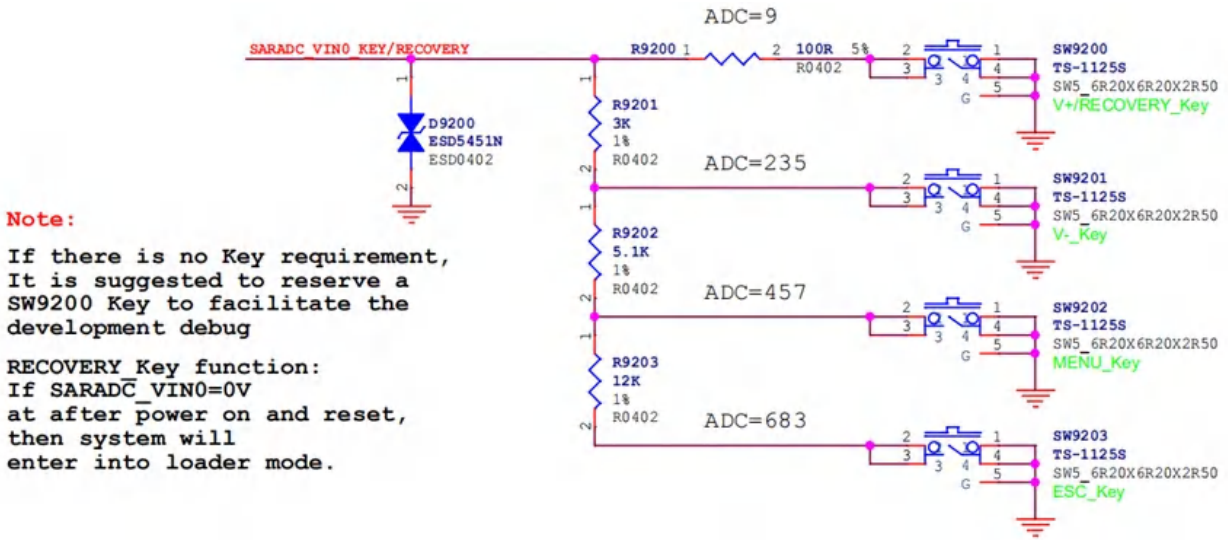 ADC=9
SARADC_VIN0_KEY/RECOVERY
R9200 1 2 100R 5%
R0402
2 1
3 4
3 4
5
G
SW9200
TS-1125S
SW5_6R20X6R20X2R50
V+/RECOVERY_Key
1
D9200
ESD5451N
ESD0402
2
1
R9201
3K
1%
R0402
2
ADC=235
2 1
3 4
3 4
5
G
SW9201
TS-1125S
SW5_6R20X6R20X2R50
V-_Key
1
R9202
5.1K
1%
R0402
2
ADC=457
2 1
3 4
3 4
5
G
SW9202
TS-1125S
SW5_6R20X6R20X2R50
MENU_Key
1
R9203
12K
1%
R0402
2
ADC=683
2 1
3 4
3 4
5
G
SW9203
TS-1125S
SW5_6R20X6R20X2R50
ESC_Key
Note:
If there is no Key requirement,
It is suggested to reserve a
SW9200 Key to facilitate the
development debug
RECOVERY_Key function:
If SARADC_VIN0=0V
at after power on and reset,
then system will
enter into loader mode.